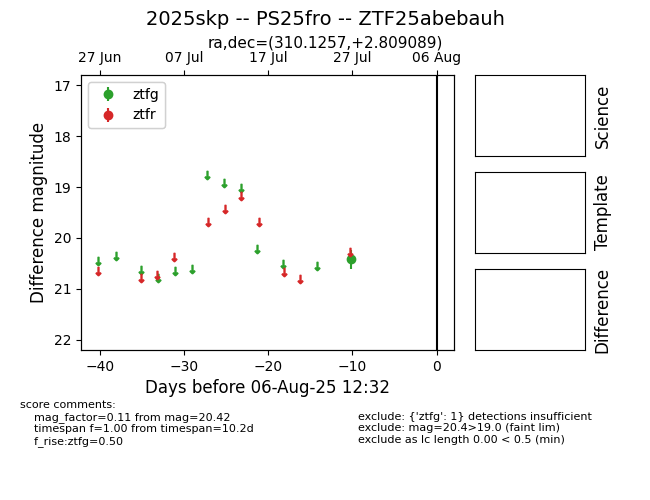 2025skp -- PS25fro -- ZTF25abebauh
ra,dec=(310.1257,+2.809089)
27 Jun 07 Jul 17 Jul 27 Jul 06 Aug
ztfg
ztfr
17
18
19
20
21
22
Difference magnitude
−40 −30 −20 −10 0
Days before 06-Aug-25 12:32
Science
Template
Difference
score comments:
mag_factor=0.11 from mag=20.42
timespan f=1.00 from timespan=10.2d
f_rise:ztfg=0.50
exclude: {'ztfg': 1} detections insufficient
exclude: mag=20.4>19.0 (faint lim)
exclude as lc length 0.00 < 0.5 (min)